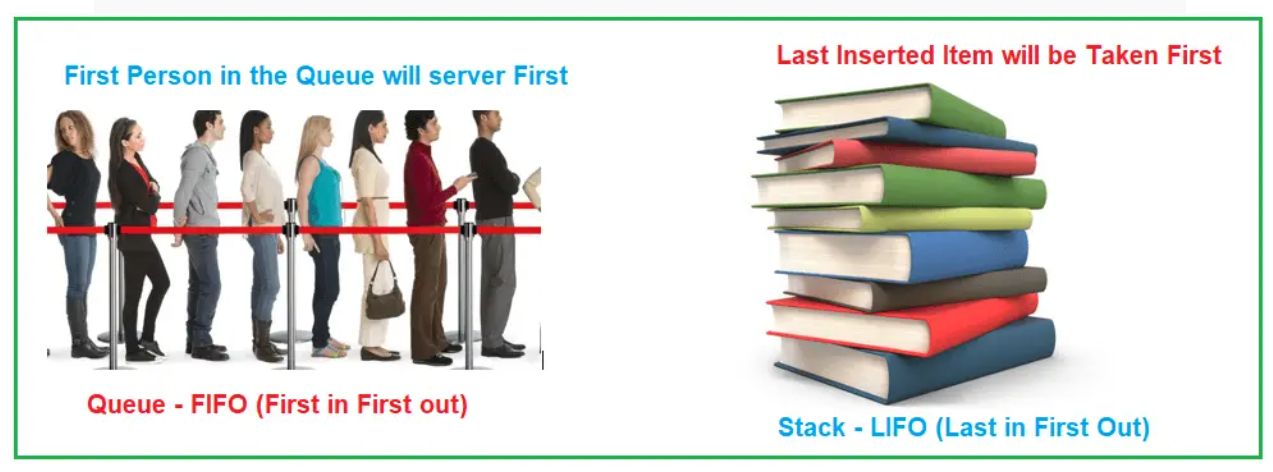 First Person in the Queue will server First
Queue - FIFO (First in First out)
Last Inserted Item will be Taken First
Stack - LIFO (Last in First Out)